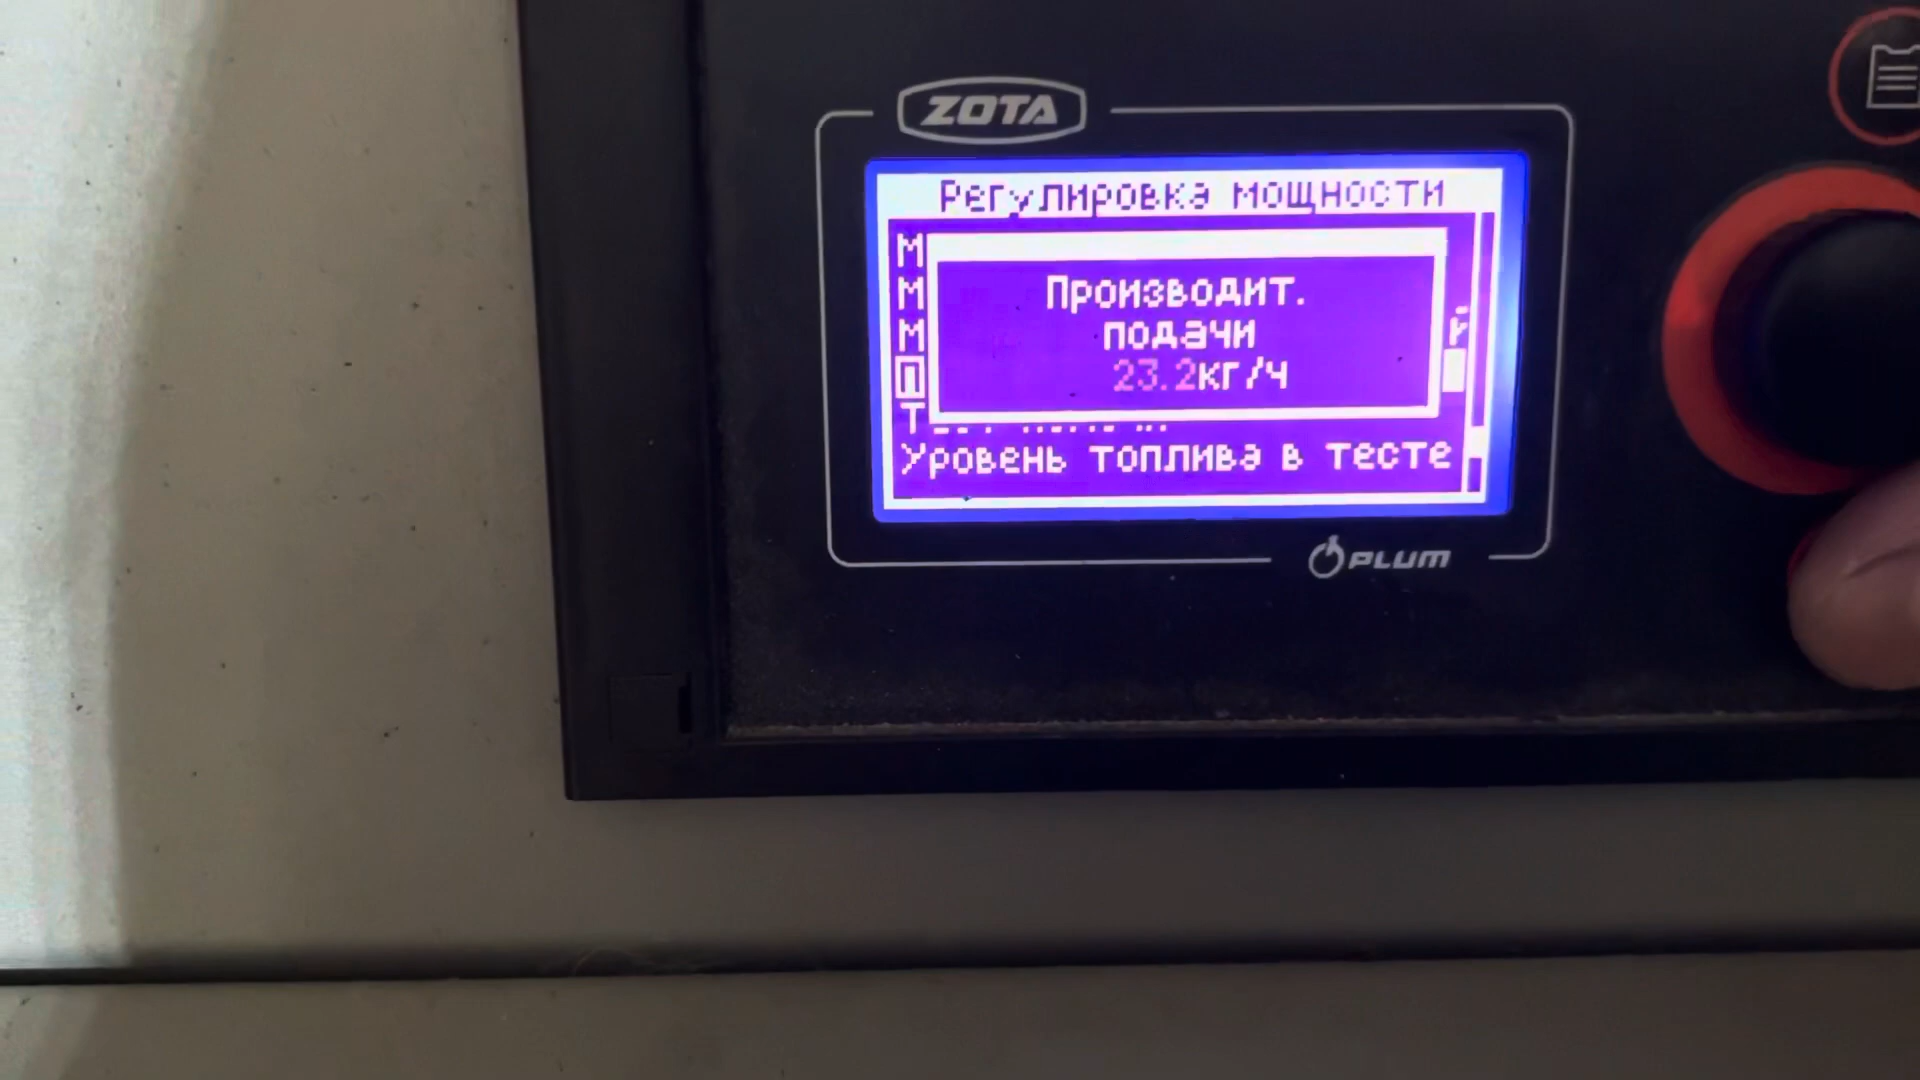 ZOTA
Регулировка мощности
М
М
М
П
Т
Производит.
подачи
23.2кг/ч
Уровень топлива в тесте
PLUM